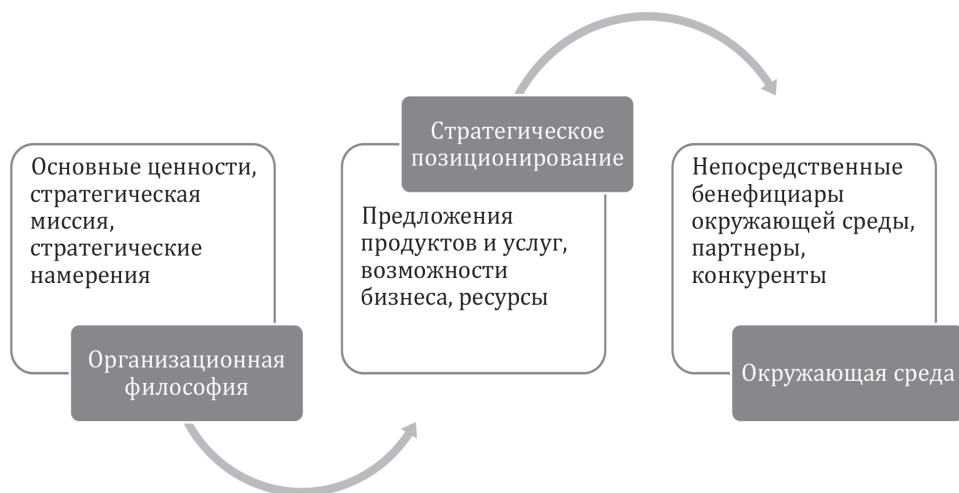 Основные ценности,
стратегическая
миссия,
стратегические
намерения
Организационная
философия
Стратегическое
позиционирование
Предложения
продуктов и услуг,
возможности
бизнеса, ресурсы
Непосредственные
бенефициары
окружающей среды,
партнеры,
конкуренты
Окружающая среда